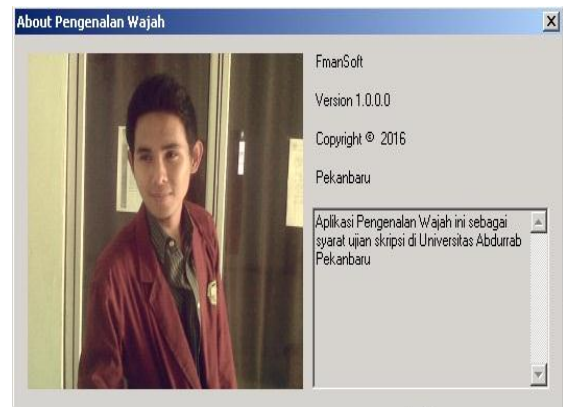 About Pengenalan Wajah
FmanSoft
Version 1.0.0.0
Copyright © 2016
Pekanbaru
Aplikasi Pengenalan Wajah ini sebagai
syarat ujian skripsi di Universitas Abdurrab
Pekanbaru